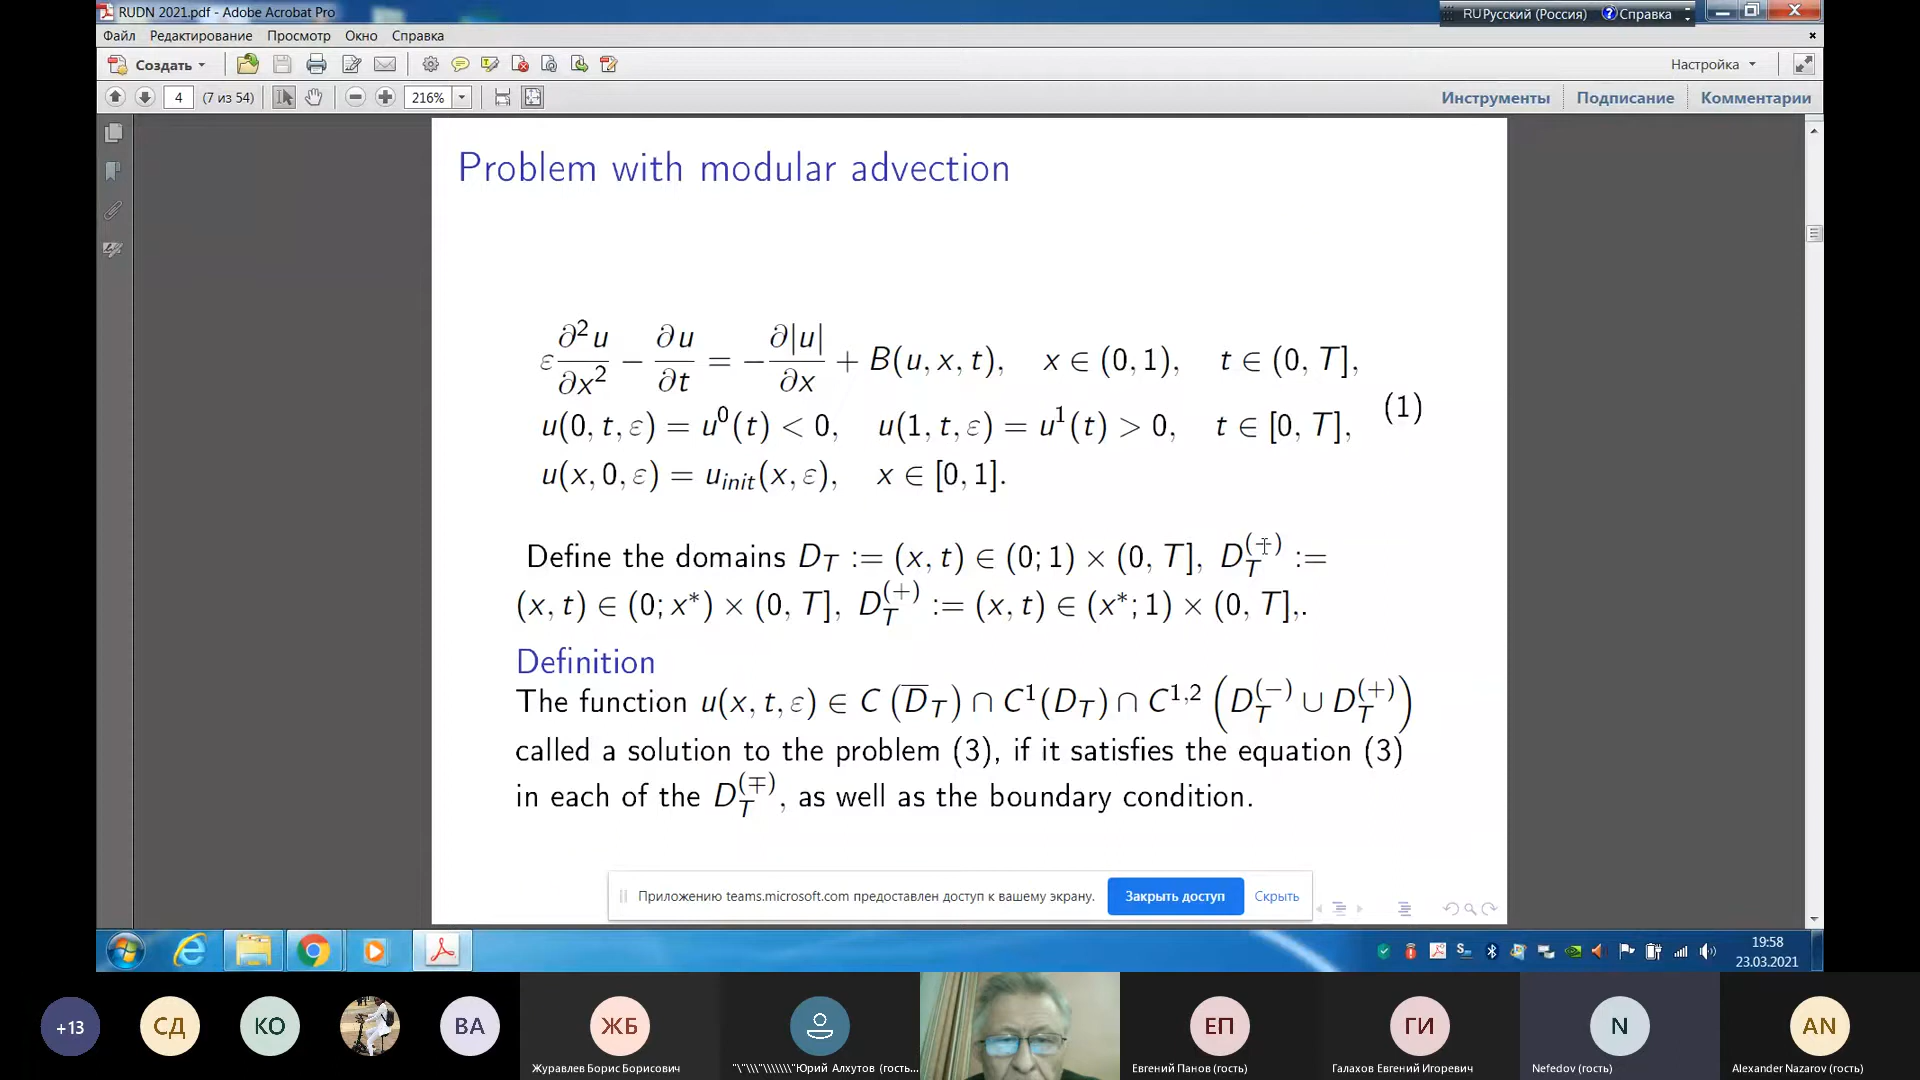 RUDN 2021.pdf - Adobe Acrobat Pro
RU Русский (Россия) Справка
Файл Редактирование Просмотр Окно Справка
Создать Настройка
4 (7 из 54) 216% Инструменты Подписание Комментарии
Problem with modular advection
ε ∂²u/∂x² − ∂u/∂t = −∂|u|/∂x + B(u, x, t), x ∈ (0, 1), t ∈ (0, T],
u(0, t, ε) = u⁰(t) < 0, u(1, t, ε) = u¹(t) > 0, t ∈ [0, T], (1)
u(x, 0, ε) = u_init(x, ε), x ∈ [0, 1].
Define the domains D_T := (x, t) ∈ (0; 1) × (0, T], D_T^(−) :=
(x, t) ∈ (0; x*) × (0, T], D_T^(+) := (x, t) ∈ (x*; 1) × (0, T],.
Definition
The function u(x, t, ε) ∈ C (D̅_T) ∩ C¹(D_T) ∩ C^{1,2} (D_T^(−) ∪ D_T^(+))
called a solution to the problem (3), if it satisfies the equation (3)
in each of the D_T^(∓), as well as the boundary condition.
Приложению teams.microsoft.com предоставлен доступ к вашему экрану. Закрыть доступ Скрыть
19:58
23.03.2021
+13 СД КО ВА ЖБ ЕП ГИ N AN
Журавлев Борис Борисович "\"\\\"\\\\\\\"Юрий Алхутов (гость... Евгений Панов (гость) Галахов Евгений Игоревич Nefedov (гость) Alexander Nazarov (гость)